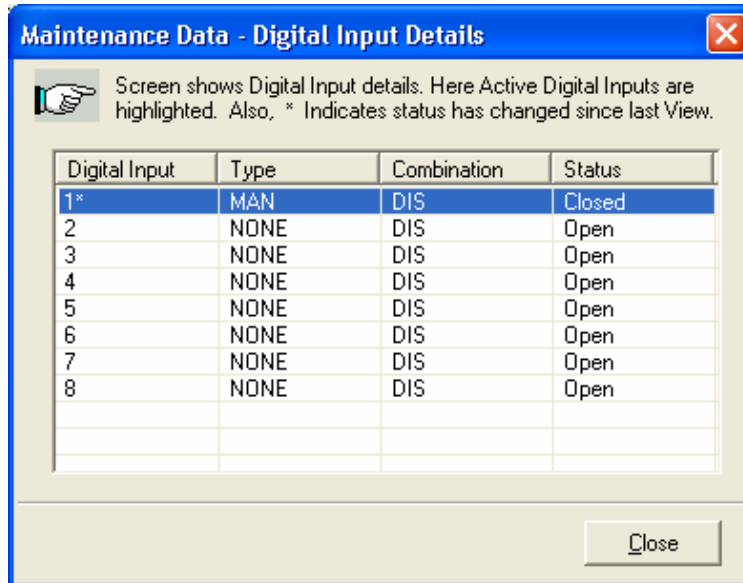 Maintenance Data - Digital Input Details
Screen shows Digital Input details. Here Active Digital Inputs are
highlighted. Also, * Indicates status has changed since last View.
Digital Input Type Combination Status
1* MAN DIS Closed
2 NONE DIS Open
3 NONE DIS Open
4 NONE DIS Open
5 NONE DIS Open
6 NONE DIS Open
7 NONE DIS Open
8 NONE DIS Open
Close